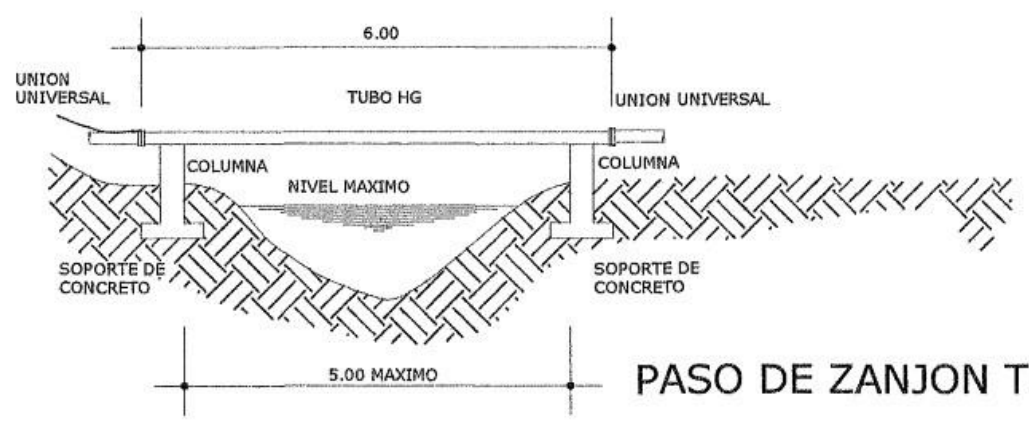 6.00
UNION
UNIVERSAL
TUBO HG
UNION UNIVERSAL
COLUMNA
COLUMNA
NIVEL MAXIMO
SOPORTE DE
CONCRETO
SOPORTE DE
CONCRETO
5.00 MAXIMO
PASO DE ZANJON T